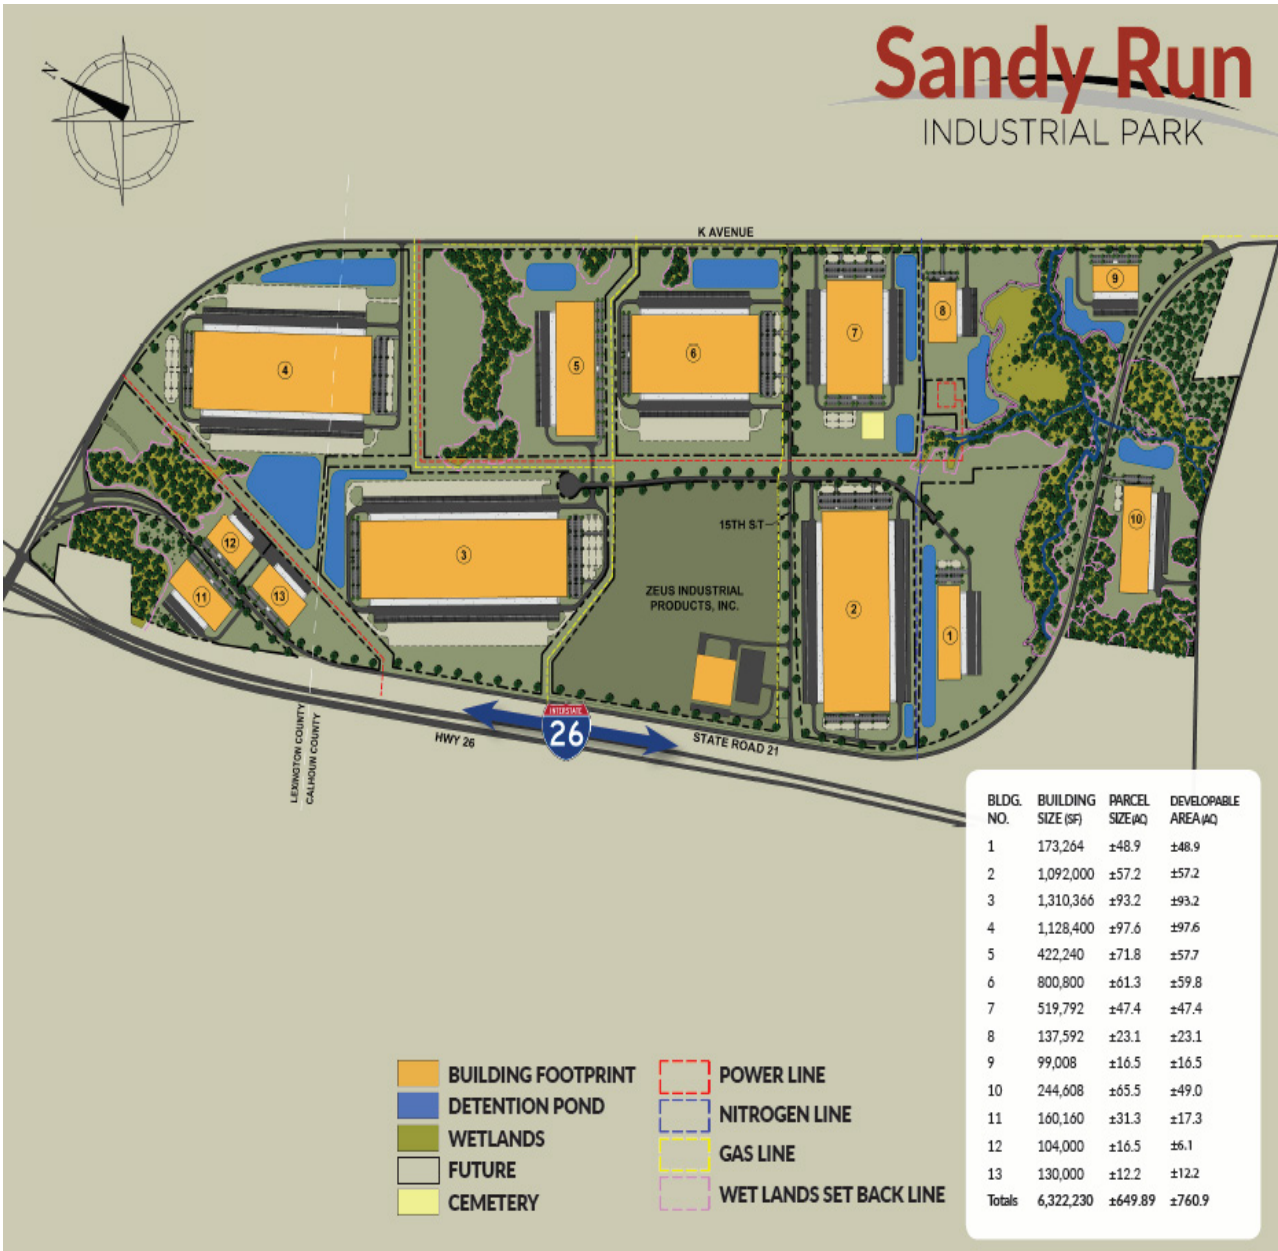 N
Sandy Run
INDUSTRIAL PARK
K AVENUE
4
5
6
7
8
9
10
3
2
1
12
11
13
15TH ST
ZEUS INDUSTRIAL
PRODUCTS, INC.
LEXINGTON COUNTY
CALHOUN COUNTY
HWY 26
INTERSTATE
26
STATE ROAD 21
BLDG. BUILDING PARCEL DEVELOPABLE
NO. SIZE (SF) SIZE (AC) AREA (AC)
1 173,264 ±48.9 ±48.9
2 1,092,000 ±57.2 ±57.2
3 1,310,366 ±93.2 ±93.2
4 1,128,400 ±97.6 ±97.6
5 422,240 ±71.8 ±57.7
6 800,800 ±61.3 ±59.8
7 519,792 ±47.4 ±47.4
8 137,592 ±23.1 ±23.1
9 99,008 ±16.5 ±16.5
10 244,608 ±65.5 ±49.0
11 160,160 ±31.3 ±17.3
12 104,000 ±16.5 ±6.1
13 130,000 ±12.2 ±12.2
Totals 6,322,230 ±649.89 ±760.9
BUILDING FOOTPRINT
DETENTION POND
WETLANDS
FUTURE
CEMETERY
POWER LINE
NITROGEN LINE
GAS LINE
WET LANDS SET BACK LINE